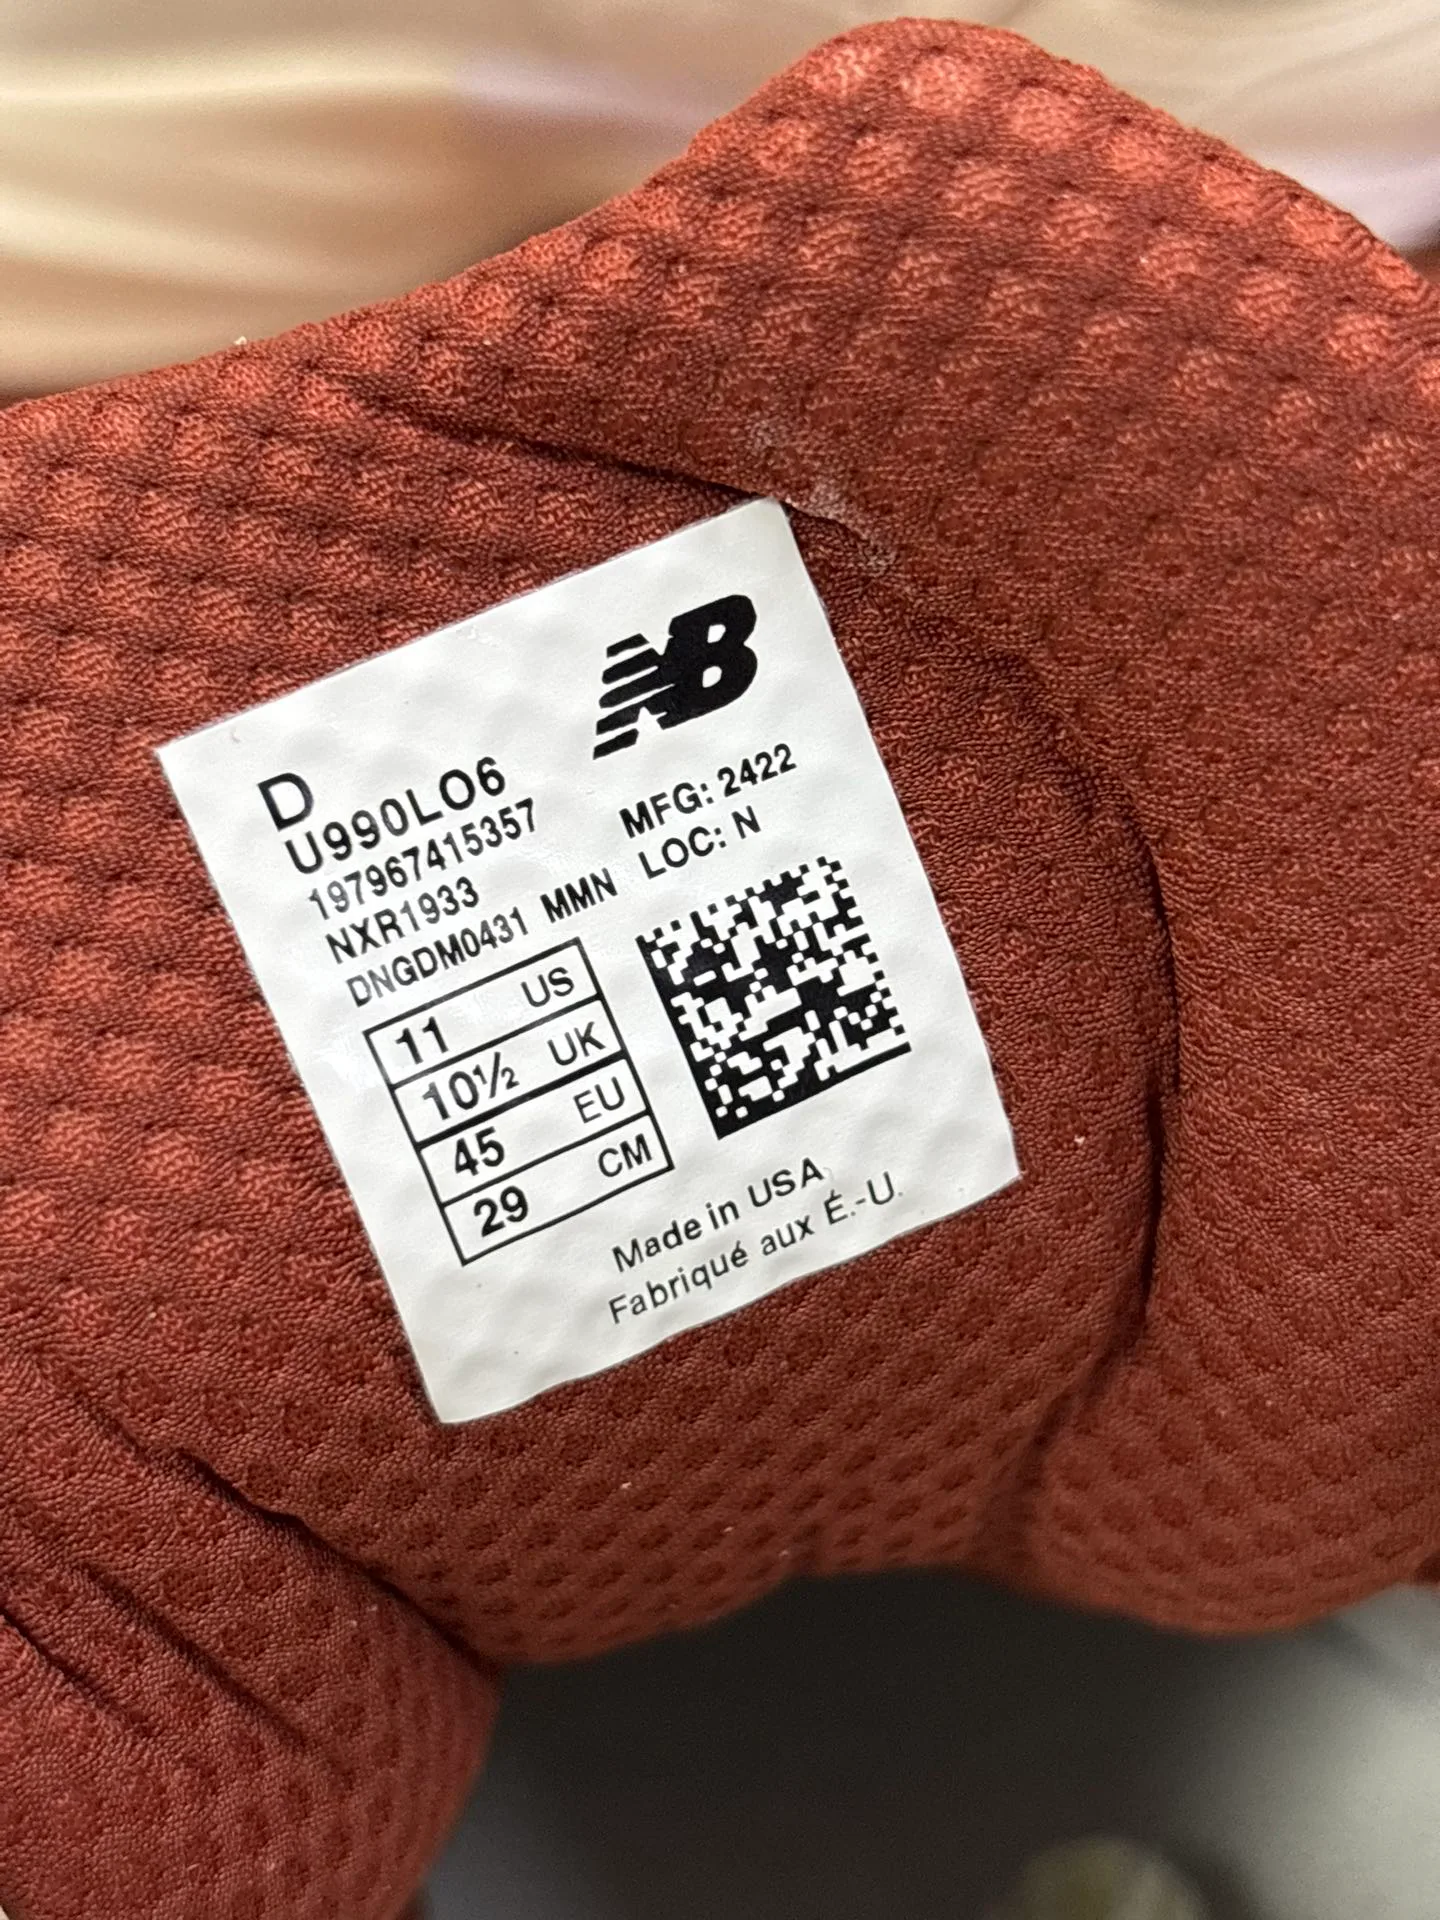 NB
D
U990LO6
197967415357 MFG: 2422
NXR1933 LOC: N
DNGDM0431 MMN
11 US
10½ UK
45 EU
29 CM
Made in USA
Fabriqué aux É.-U.